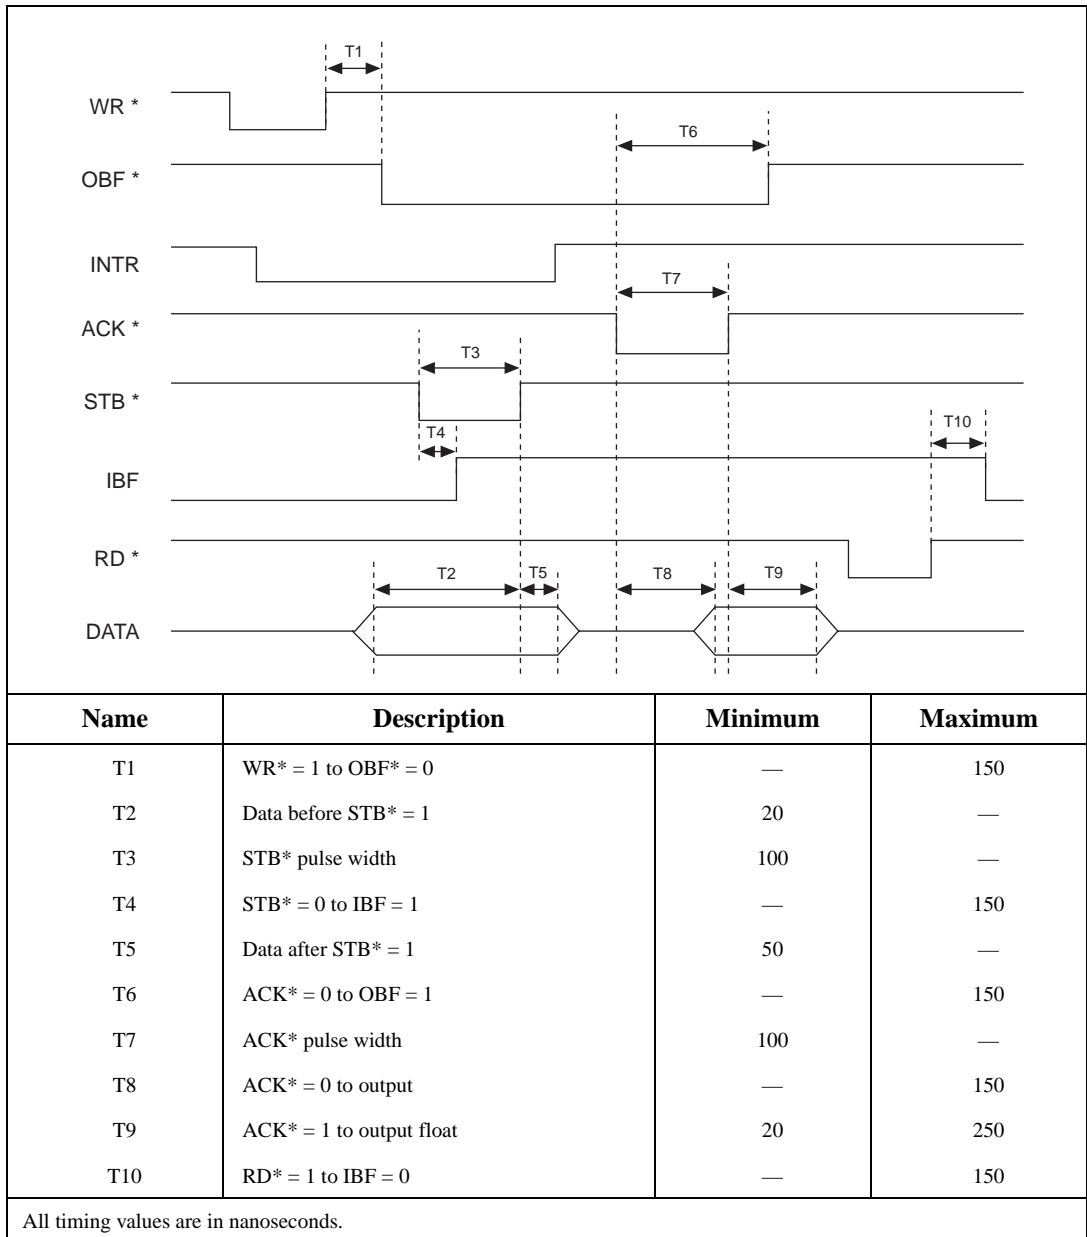 T1
WR *
T6
OBF *
INTR
T7
ACK *
T3
STB *
T4
T10
IBF
RD *
T2 T5 T8 T9
DATA
Name Description Minimum Maximum
T1 WR* = 1 to OBF* = 0 — 150
T2 Data before STB* = 1 20 —
T3 STB* pulse width 100 —
T4 STB* = 0 to IBF = 1 — 150
T5 Data after STB* = 1 50 —
T6 ACK* = 0 to OBF = 1 — 150
T7 ACK* pulse width 100 —
T8 ACK* = 0 to output — 150
T9 ACK* = 1 to output float 20 250
T10 RD* = 1 to IBF = 0 — 150
All timing values are in nanoseconds.